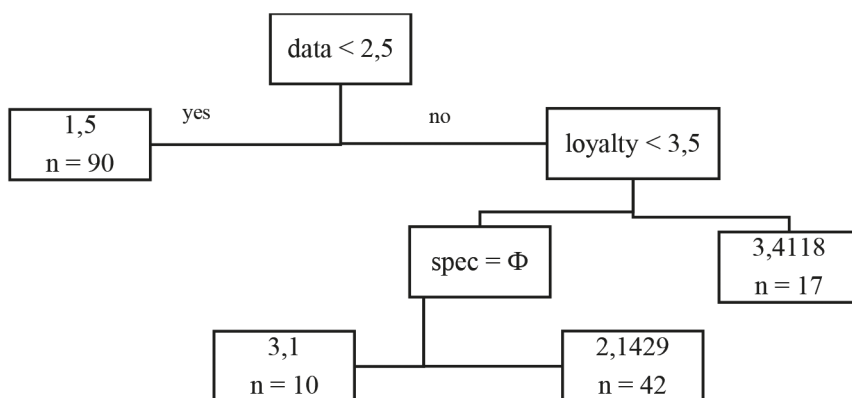 data < 2,5
yes
no
1,5
n = 90
loyalty < 3,5
spec = Φ
3,4118
n = 17
3,1
n = 10
2,1429
n = 42